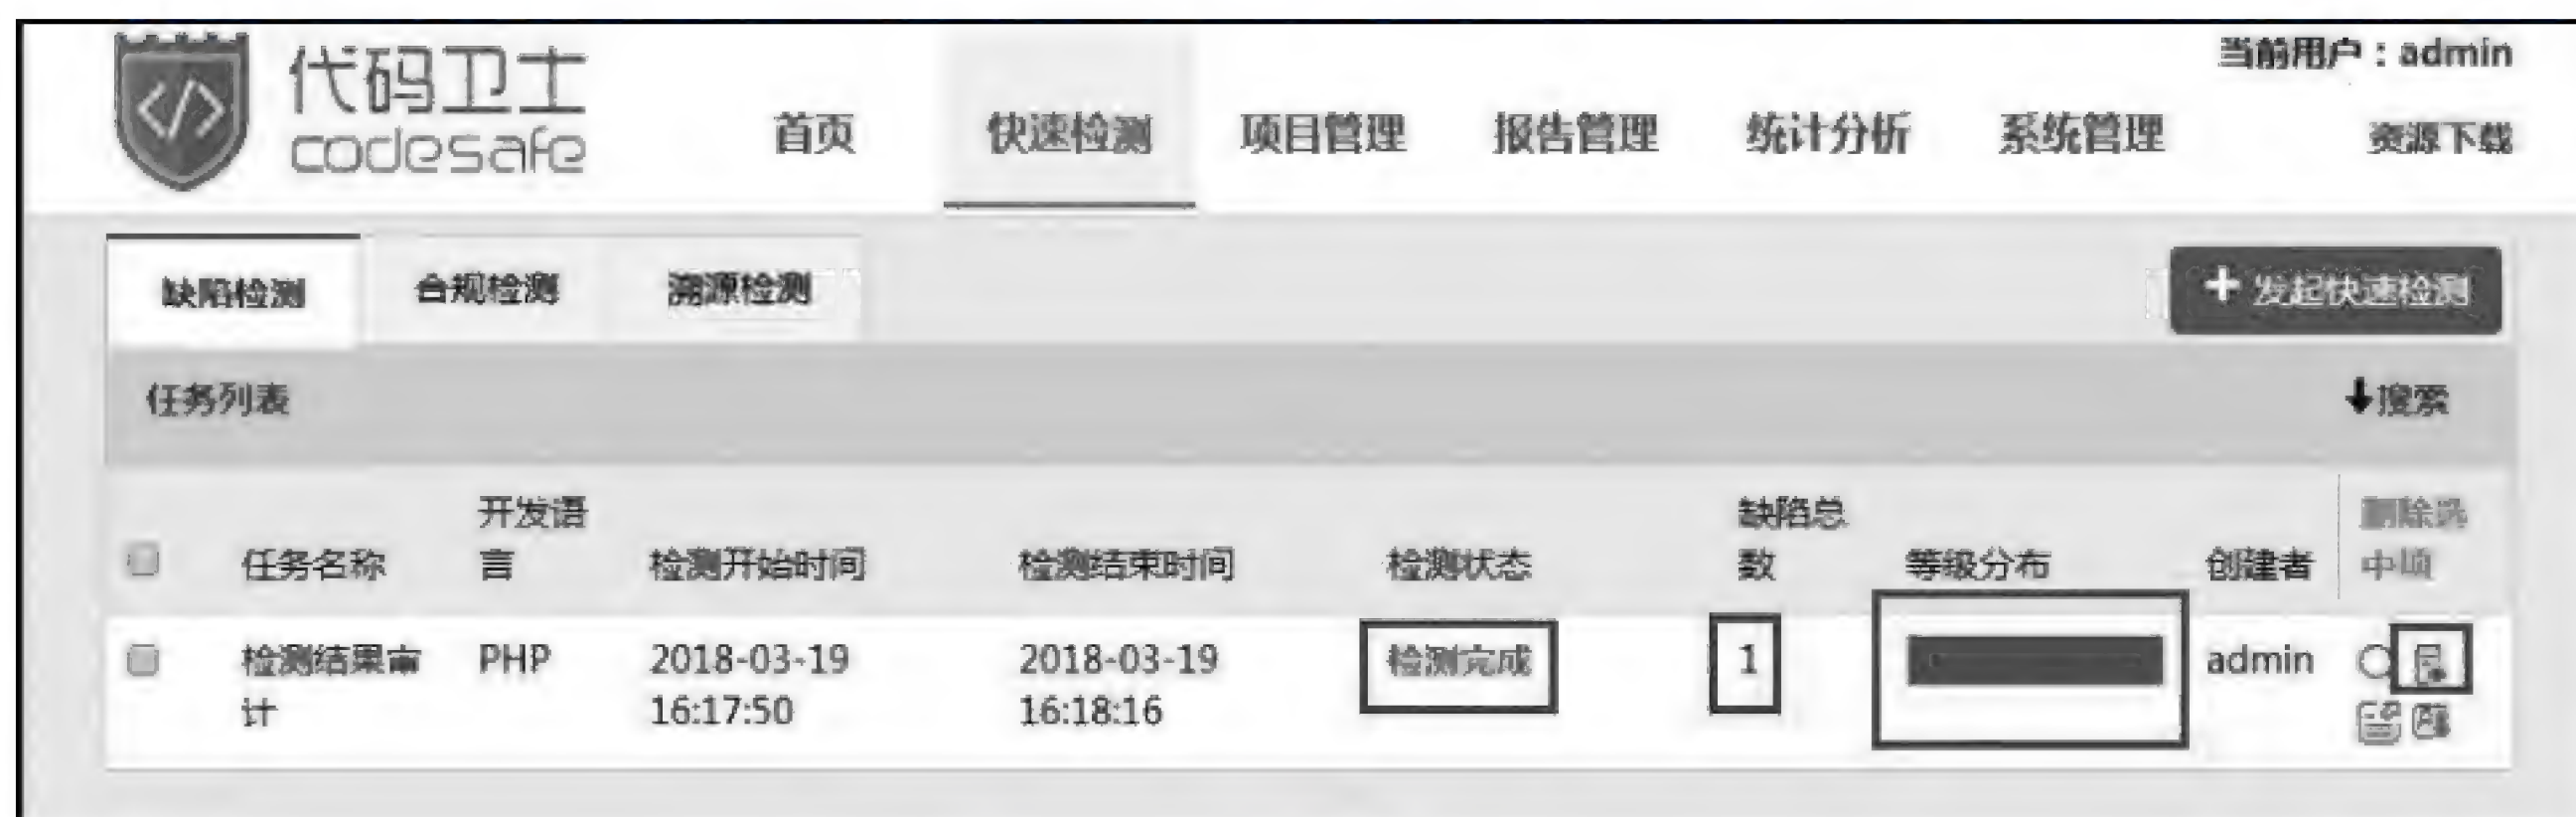 当前用户：admin
代码卫士
codesafe
首页 快速检测 项目管理 报告管理 统计分析 系统管理 资源下载
缺陷检测 合规检测 溯源检测 + 发起快速检测
任务列表 搜索
任务名称 开发语言 检测开始时间 检测结束时间 检测状态 缺陷总数 等级分布 创建者 删除选中项
检测结果审计 PHP 2018-03-19 16:17:50 2018-03-19 16:18:16 检测完成 1 admin